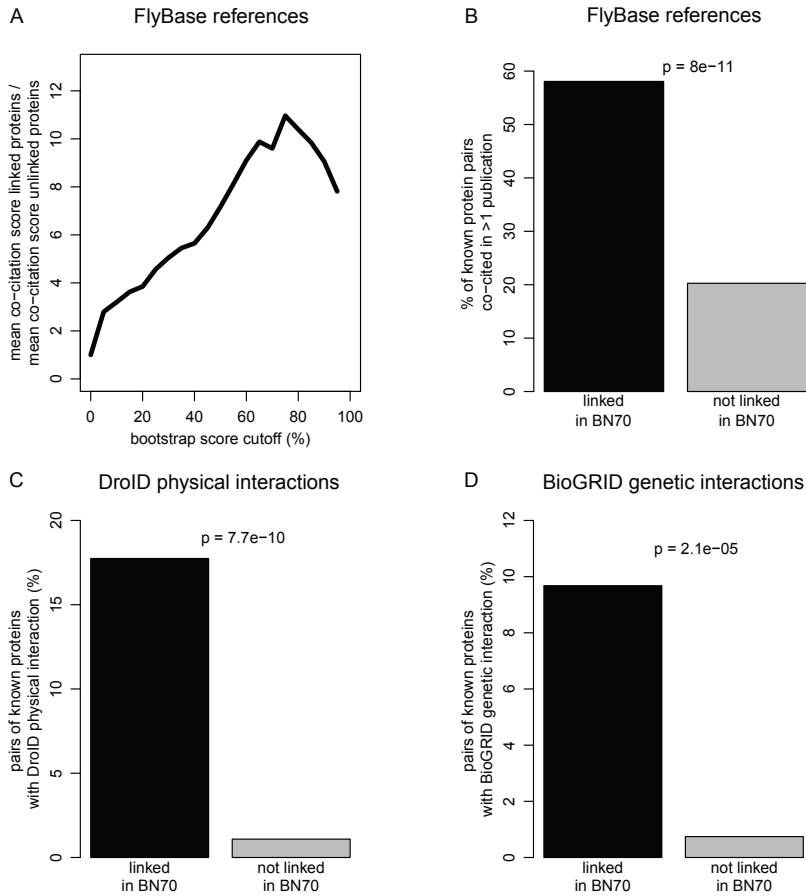 A
FlyBase references
mean co−citation score linked proteins /
mean co−citation score unlinked proteins
12
10
8
6
4
2
0
0 20 40 60 80 100
bootstrap score cutoff (%)
B
FlyBase references
p = 8e−11
% of known protein pairs
co−cited in >1 publication
60
50
40
30
20
10
0
linked
in BN70
not linked
in BN70
C
DroID physical interactions
p = 7.7e−10
pairs of known proteins
with DroID physical interaction (%)
20
15
10
5
0
linked
in BN70
not linked
in BN70
D
BioGRID genetic interactions
p = 2.1e−05
pairs of known proteins
with BioGRID genetic interaction (%)
12
10
8
6
4
2
0
linked
in BN70
not linked
in BN70